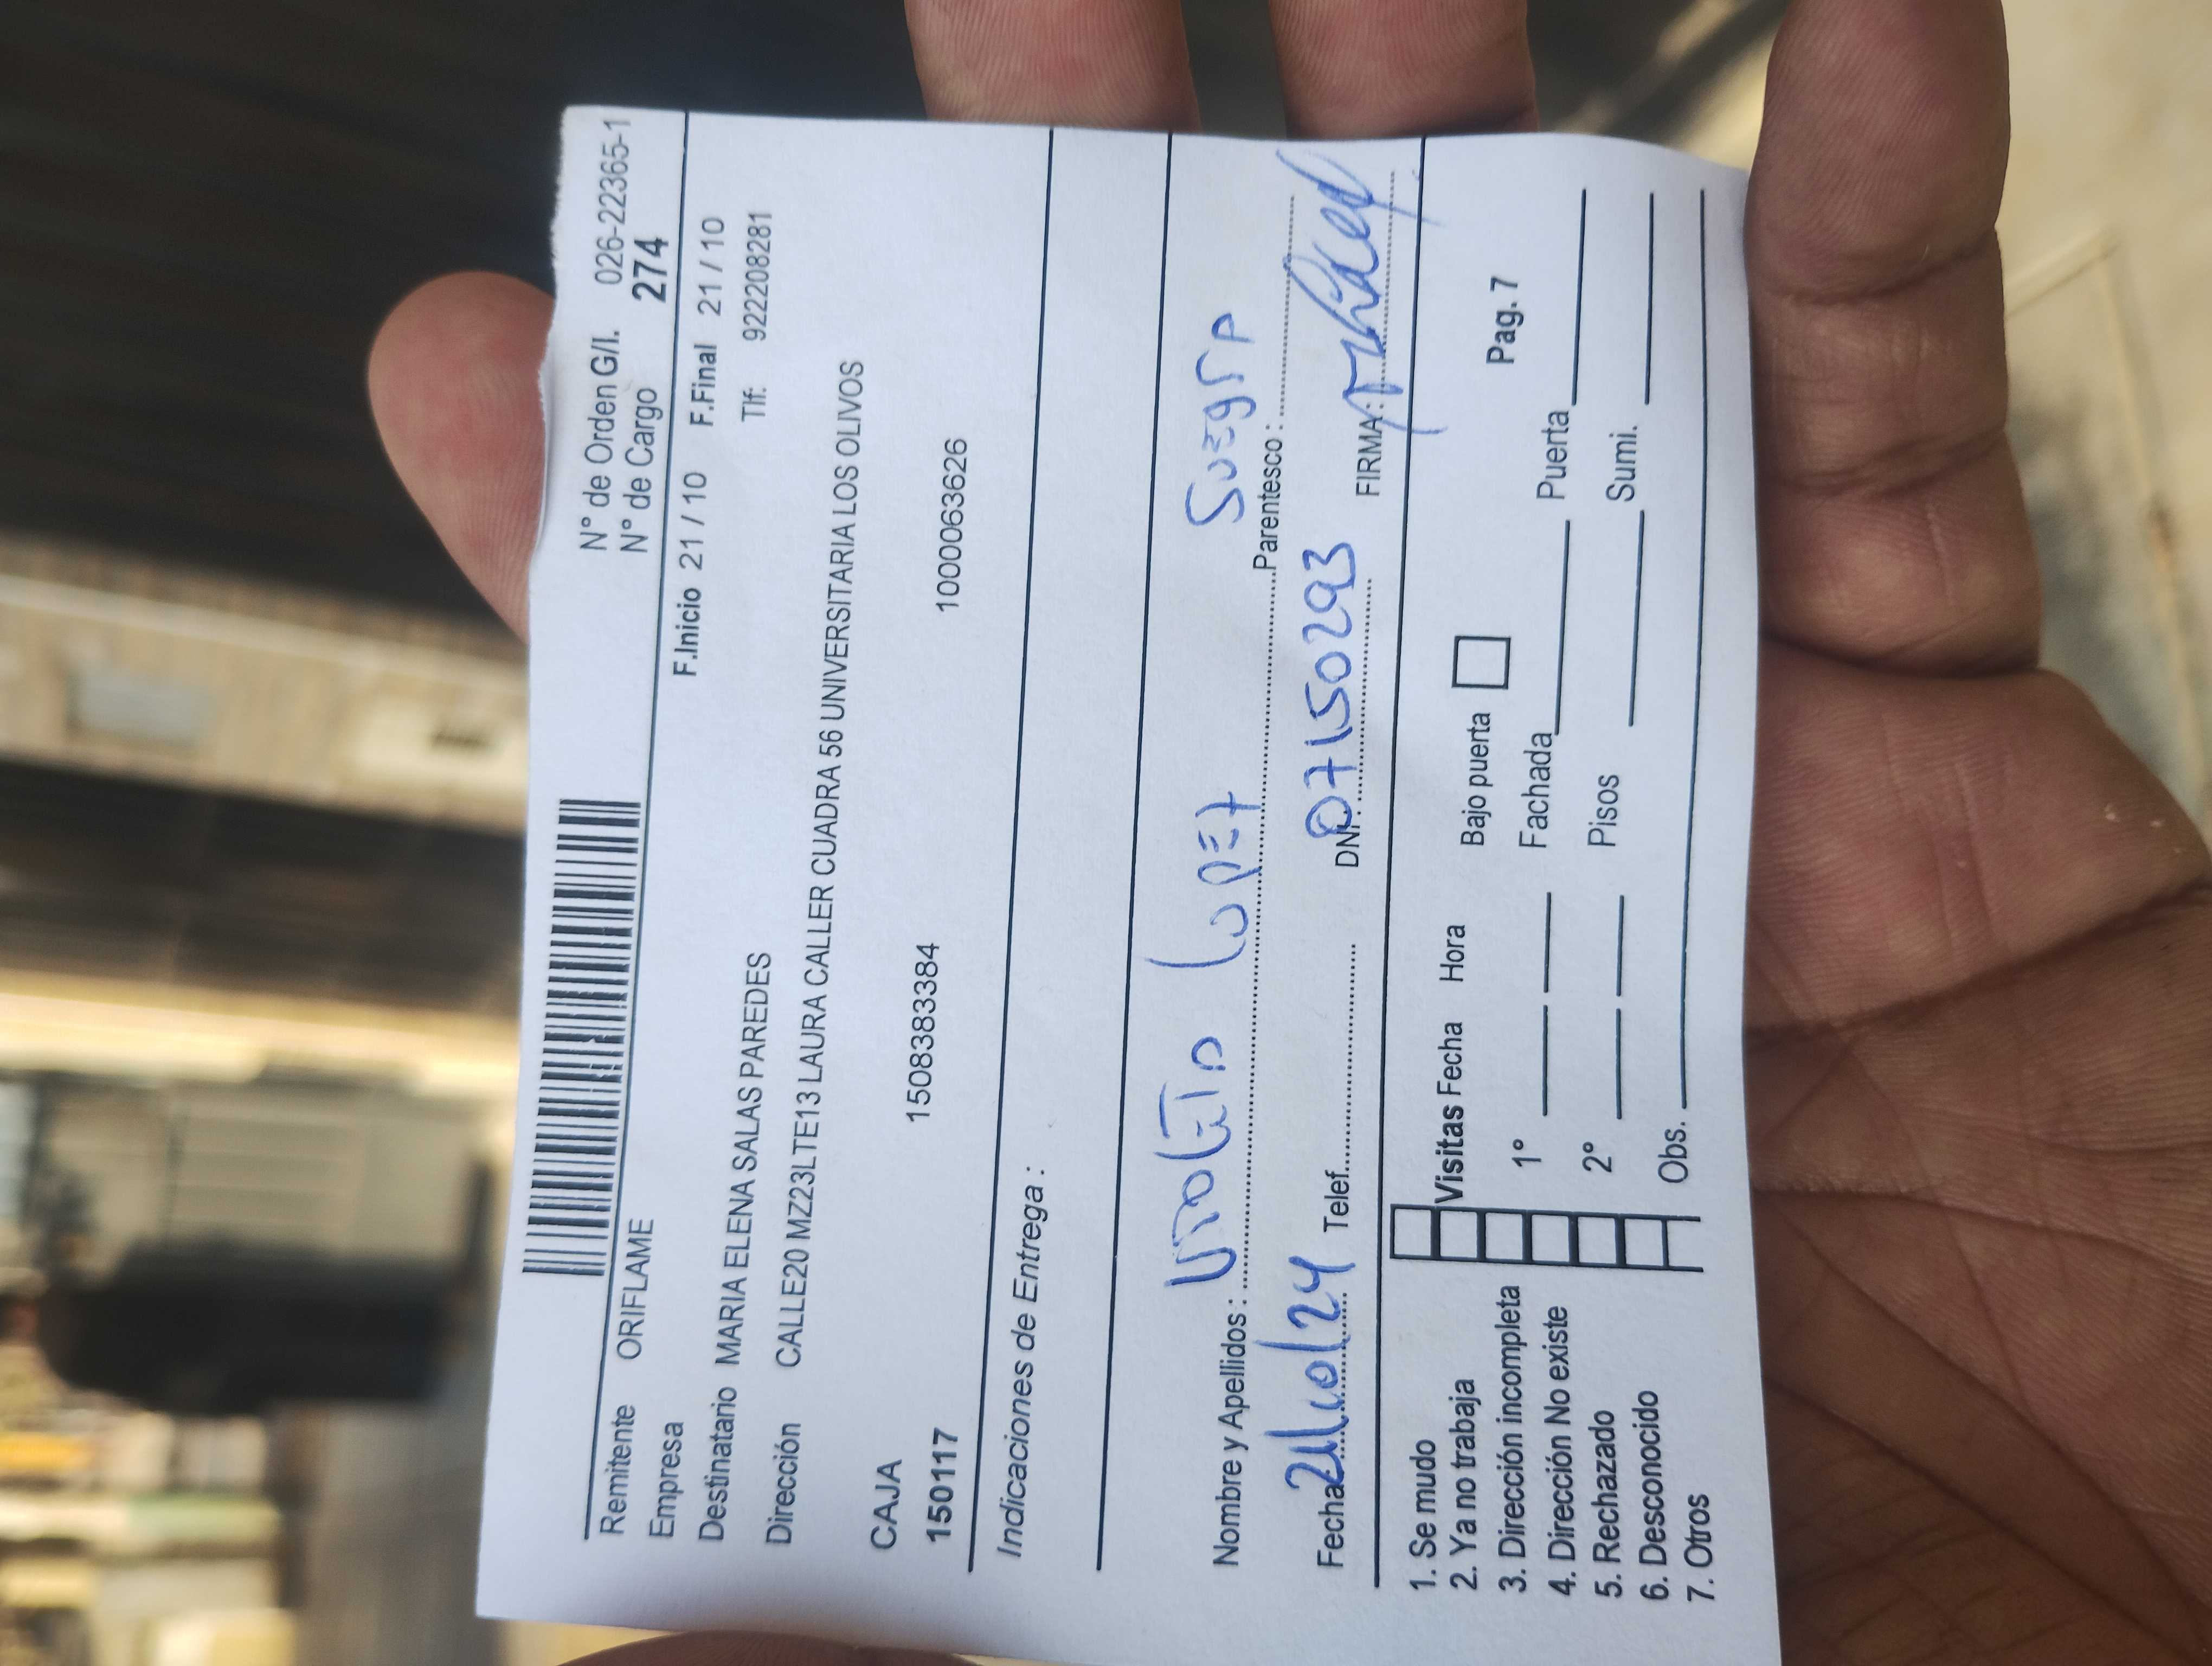 N° de Orden G/I. 026-22365-1
N° de Cargo 274
Remitente ORIFLAME
Empresa F.Inicio 21 / 10 F.Final 21 / 10
Destinatario MARIA ELENA SALAS PAREDES Tlf: 922208281
Dirección CALLE20 MZ23LTE13 LAURA CALLER CUADRA 56 UNIVERSITARIA LOS OLIVOS
CAJA
150117 1508383384 1000063626
Indicaciones de Entrega :
Nombre y Apellidos : LOPEZ Parentesco : SUEGRA
Fecha 21/10/24 Telef. DNI: 07150293 FIRMA:
1. Se mudo
2. Ya no trabaja Visitas Fecha Hora Bajo puerta Pag. 7
3. Dirección incompleta 1° Fachada Puerta
4. Dirección No existe
5. Rechazado 2° Pisos Sumi.
6. Desconocido
7. Otros Obs.